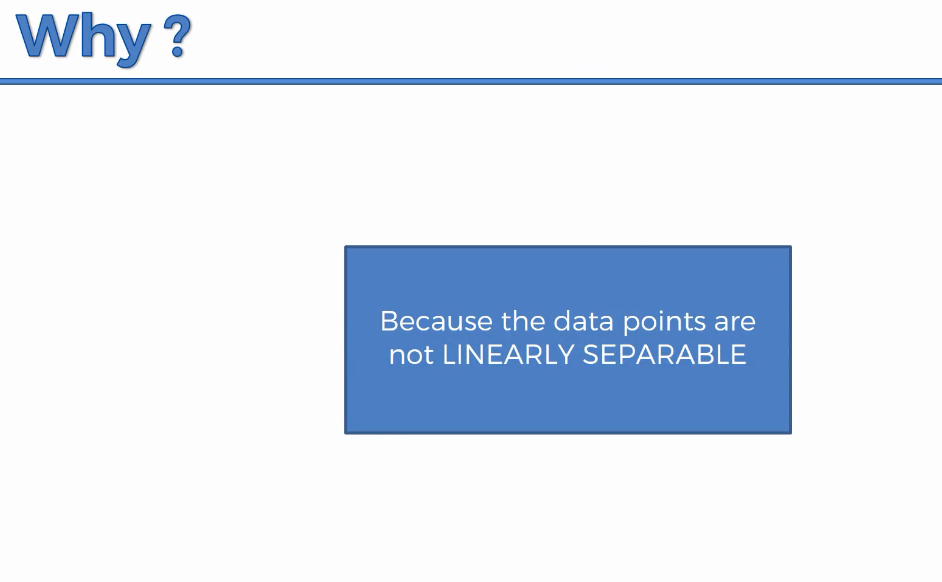 Why ?
Because the data points are
not LINEARLY SEPARABLE